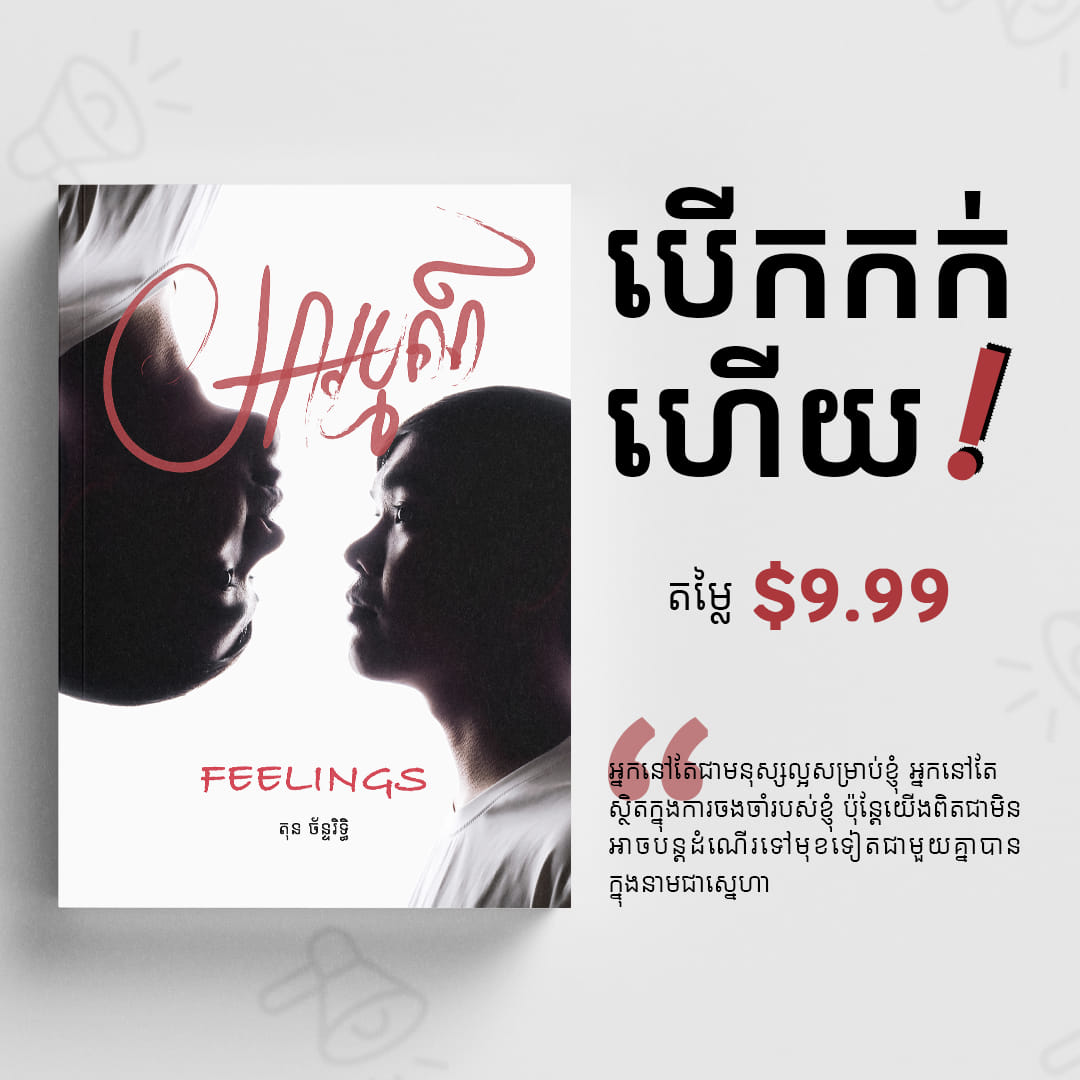 អារម្មណ៍
FEELINGS
តុន ច័ន្ទរិទ្ធិ
បើកកក់
ហើយ!
តម្លៃ $9.99
“
អ្នកនៅតែជាមនុស្សល្អសម្រាប់ខ្ញុំ អ្នកនៅតែ
ស្ថិតក្នុងការចងចាំរបស់ខ្ញុំ ប៉ុន្តែយើងពិតជាមិន
អាចបន្តដំណើរទៅមុខទៀតជាមួយគ្នាបាន
ក្នុងនាមជាស្នេហា